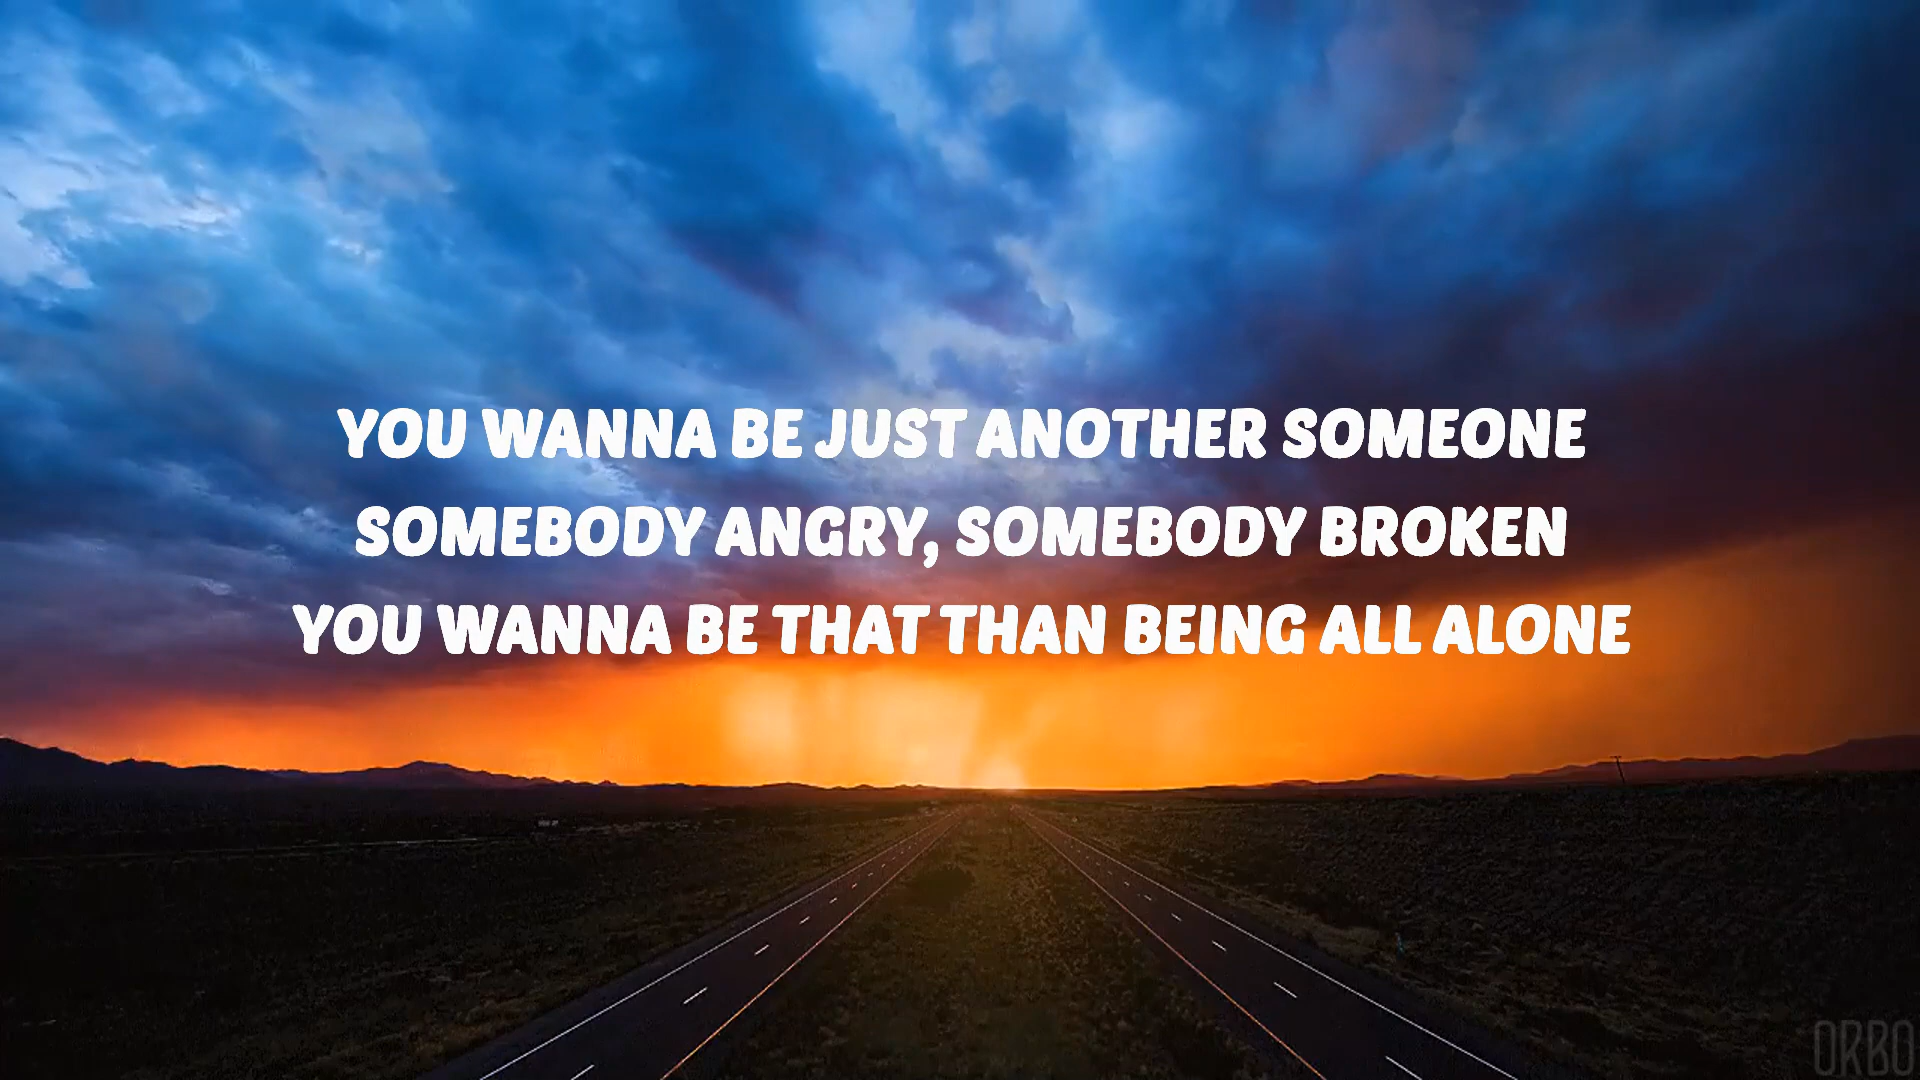 YOU WANNA BE JUST ANOTHER SOMEONE
SOMEBODY ANGRY, SOMEBODY BROKEN
YOU WANNA BE THAT THAN BEING ALL ALONE
ORBO